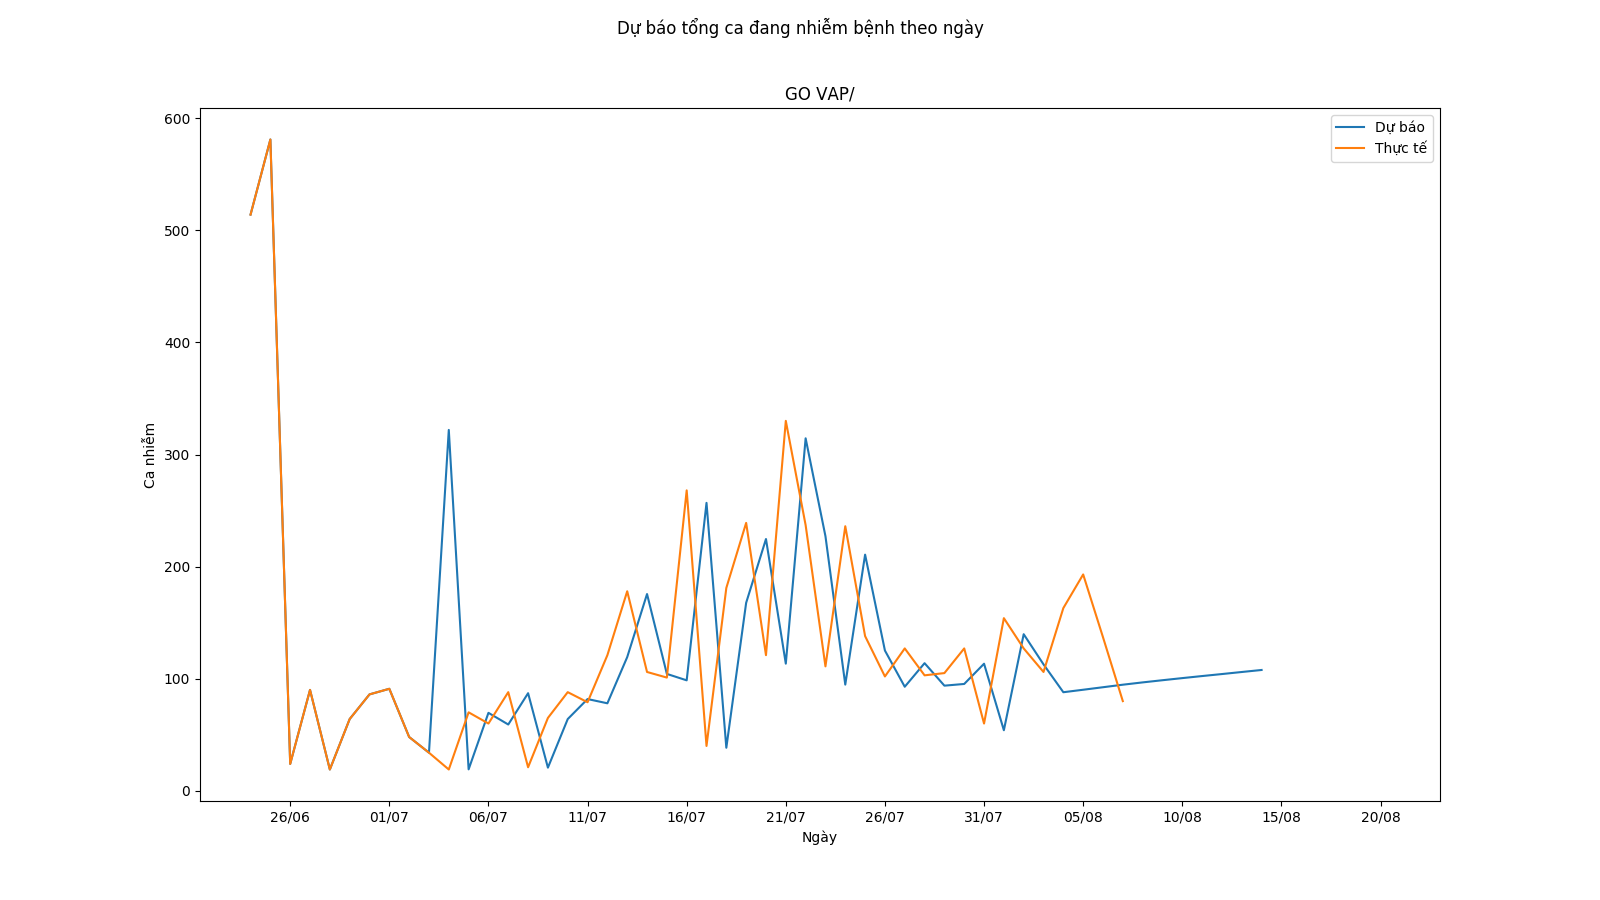 Dự báo tổng ca đang nhiễm bệnh theo ngày
GO VAP/
Dự báo
Thực tế
600
500
400
300
200
100
0
Ca nhiễm
26/06 01/07 06/07 11/07 16/07 21/07 26/07 31/07 05/08 10/08 15/08 20/08
Ngày